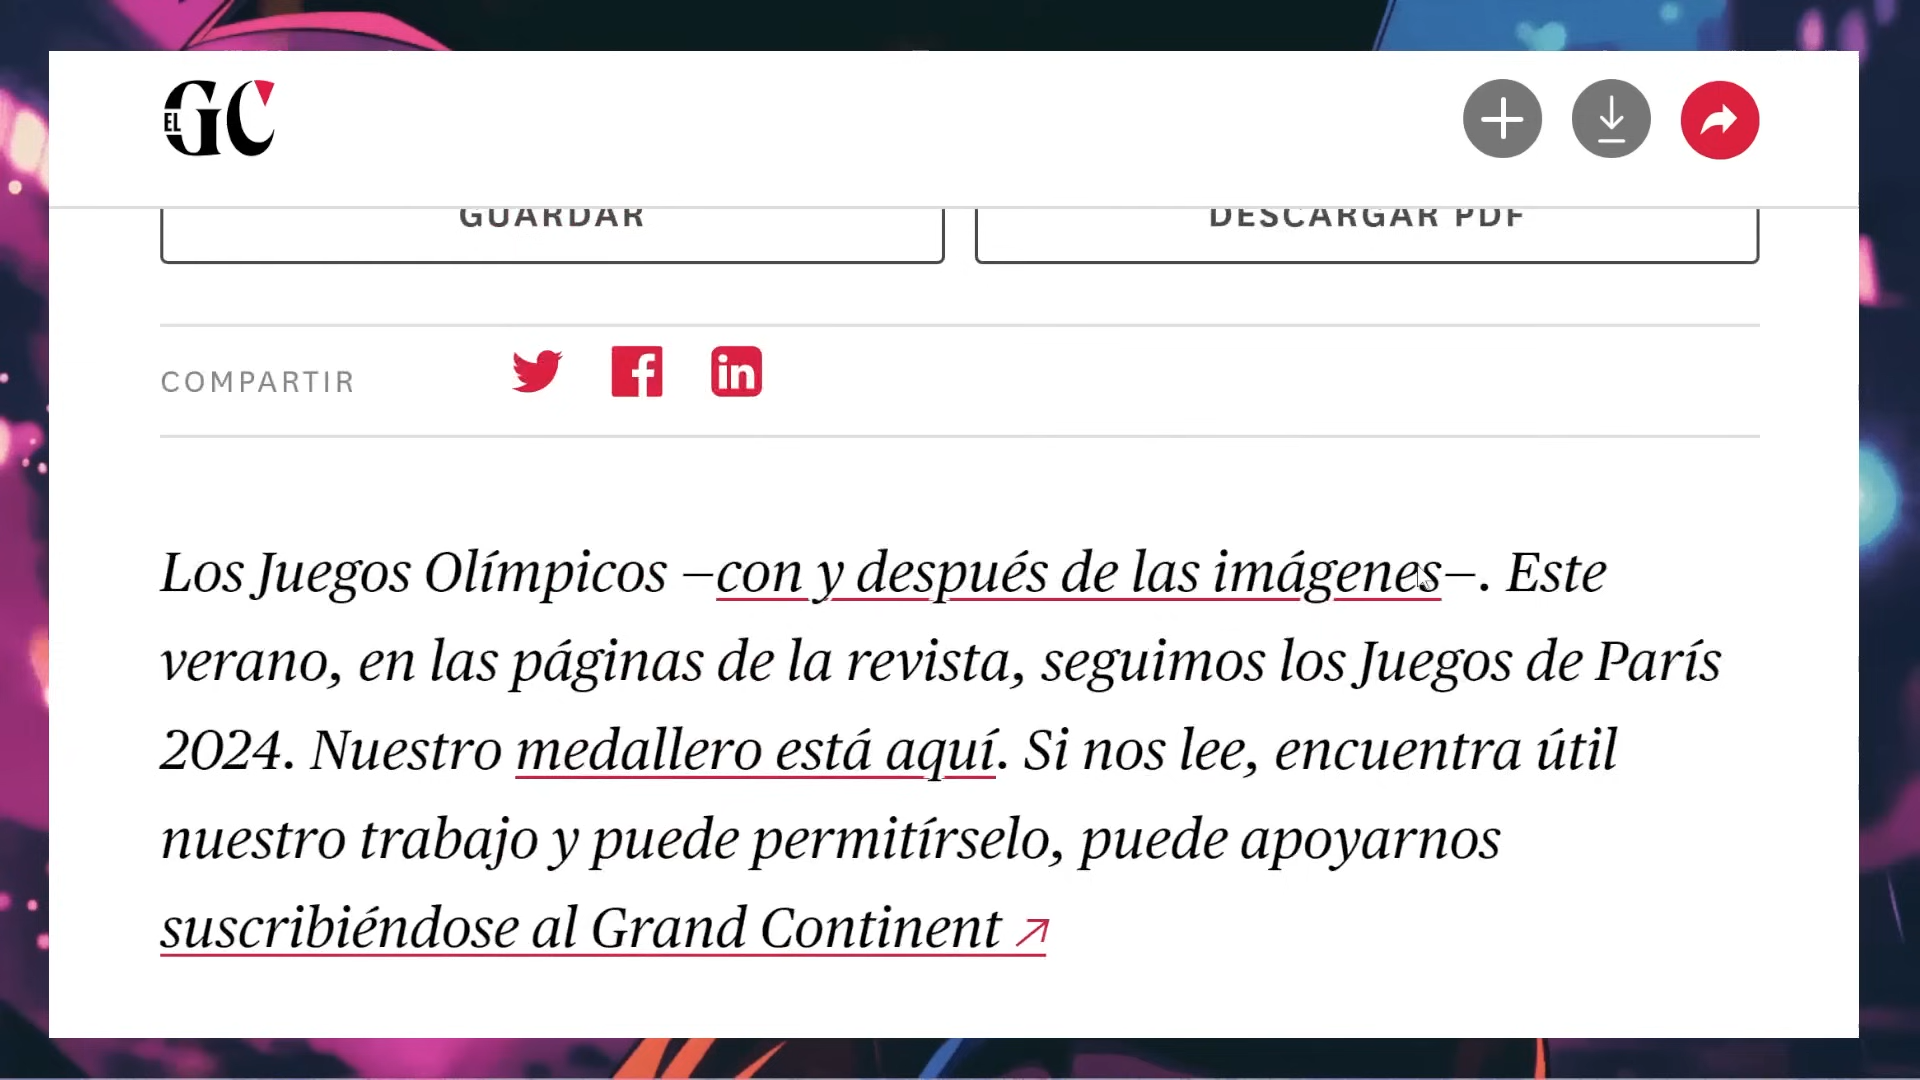 EL GC
GUARDAR DESCARGAR PDF
COMPARTIR
Los Juegos Olímpicos –con y después de las imágenes–. Este
verano, en las páginas de la revista, seguimos los Juegos de París
2024. Nuestro medallero está aquí. Si nos lee, encuentra útil
nuestro trabajo y puede permitírselo, puede apoyarnos
suscribiéndose al Grand Continent